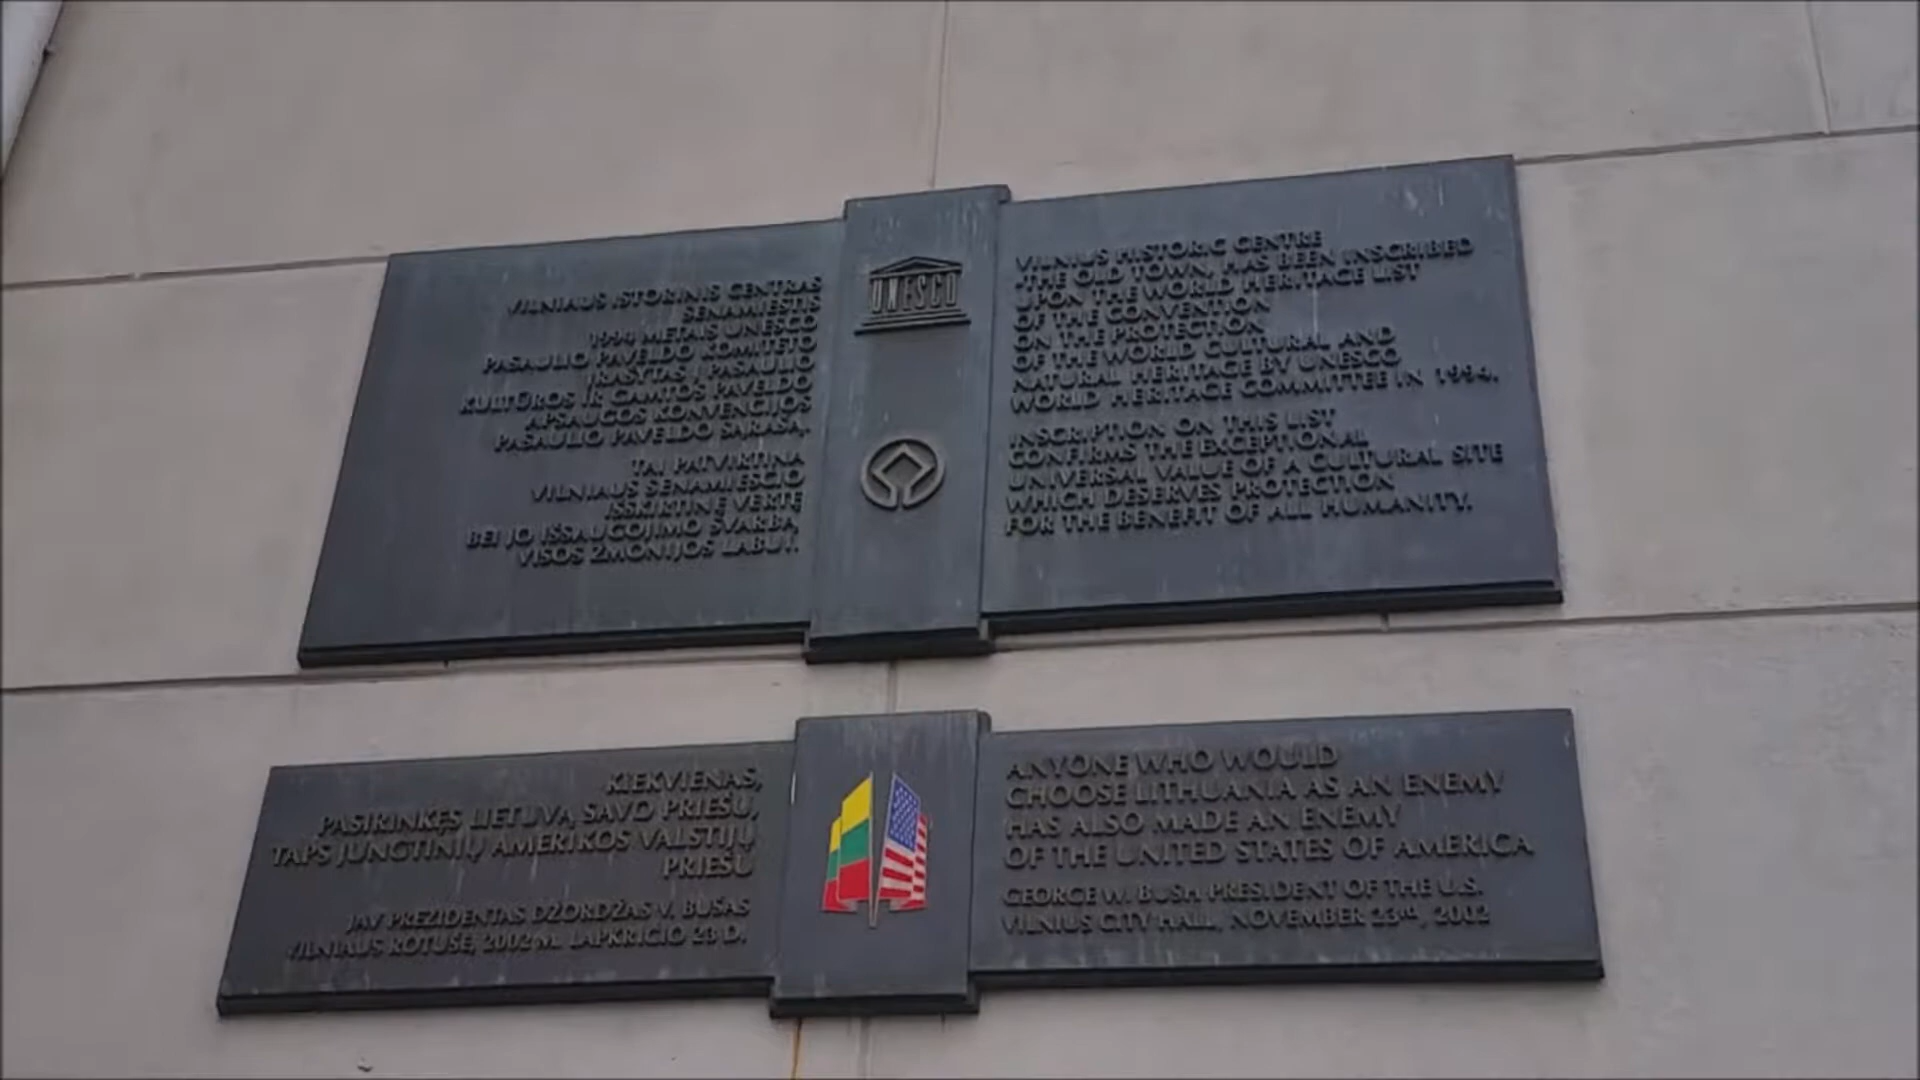 VILNIAUS ISTORINIS CENTRAS
SENAMIESTIS
1994 METAIS UNESCO
PASAULIO PAVELDO KOMITETO
ĮRAŠYTAS Į PASAULIO
KULTŪROS IR GAMTOS PAVELDO
APSAUGOS KONVENCIJOS
PASAULIO PAVELDO SĄRAŠĄ.
TAI PATVIRTINA
VILNIAUS SENAMIESČIO
IŠSKIRTINĘ VERTĘ
BEI JO IŠSAUGOJIMO SVARBĄ
VISOS ŽMONIJOS LABUI.
UNESCO
VILNIUS HISTORIC CENTRE
,THE OLD TOWN, HAS BEEN INSCRIBED
UPON THE WORLD HERITAGE LIST
OF THE CONVENTION
ON THE PROTECTION
OF THE WORLD CULTURAL AND
NATURAL HERITAGE BY UNESCO
WORLD HERITAGE COMMITTEE IN 1994.
INSCRIPTION ON THIS LIST
CONFIRMS THE EXCEPTIONAL
UNIVERSAL VALUE OF A CULTURAL SITE
WHICH DESERVES PROTECTION
FOR THE BENEFIT OF ALL HUMANITY.
KIEKVIENAS,
PASIRINKĘS LIETUVĄ SAVO PRIEŠU,
TAPS JUNGTINIŲ AMERIKOS VALSTIJŲ
PRIEŠU
JAV PREZIDENTAS DŽORDŽAS V. BUŠAS
VILNIAUS ROTUŠĖ, 2002 M. LAPKRIČIO 23 D.
ANYONE WHO WOULD
CHOOSE LITHUANIA AS AN ENEMY
HAS ALSO MADE AN ENEMY
OF THE UNITED STATES OF AMERICA
GEORGE W. BUSH PRESIDENT OF THE U.S.
VILNIUS CITY HALL, NOVEMBER 23rd, 2002